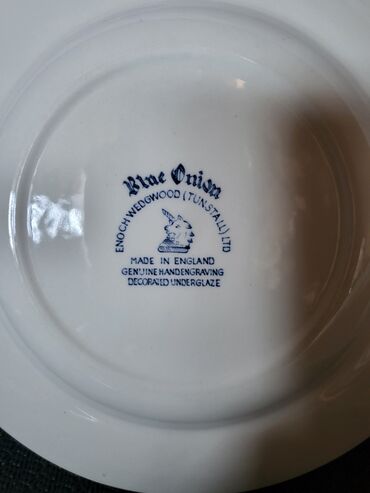 Blue Onion
ENOCH WEDGWOOD (TUNSTALL) LTD
MADE IN ENGLAND
GENUINE HANDENGRAVING
DECORATED UNDERGLAZE